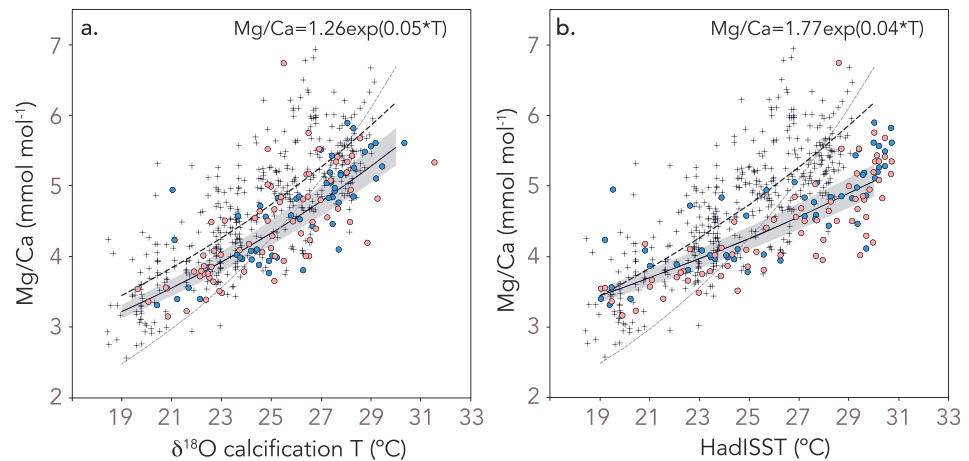 a.
Mg/Ca=1.26exp(0.05*T)
7
6
5
4
3
2
Mg/Ca (mmol mol⁻¹)
19 21 23 25 27 29 31 33
δ¹⁸O calcification T (ºC)
b.
Mg/Ca=1.77exp(0.04*T)
7
6
5
4
3
2
Mg/Ca (mmol mol⁻¹)
19 21 23 25 27 29 31 33
HadISST (ºC)